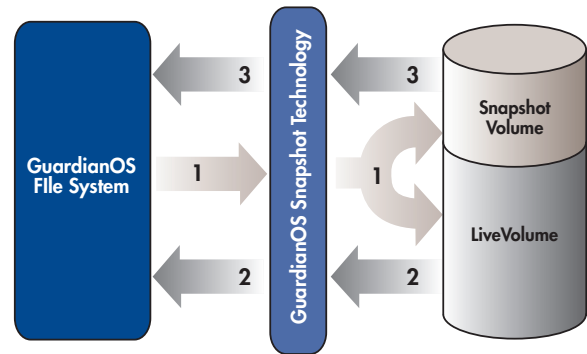 GuardianOS
FIle System
3
1
2
GuardianOS Snapshot Technology
3
1
2
Snapshot
Volume
LiveVolume